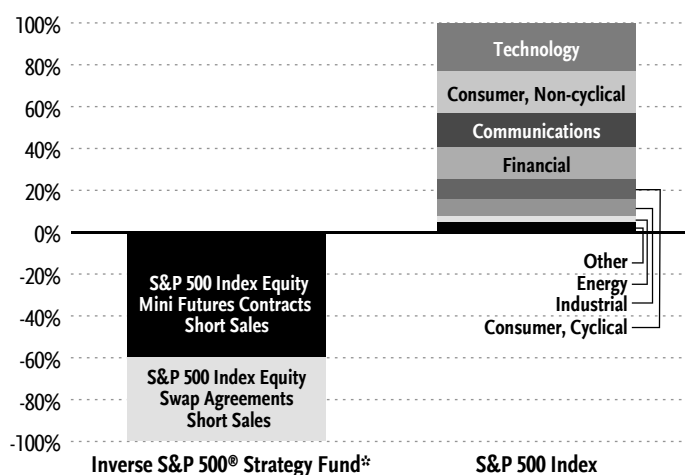 100%
80%
60%
40%
20%
0%
-20%
-40%
-60%
-80%
-100%
S&P 500 Index Equity
Mini Futures Contracts
Short Sales
S&P 500 Index Equity
Swap Agreements
Short Sales
Technology
Consumer, Non-cyclical
Communications
Financial
Other
Energy
Industrial
Consumer, Cyclical
Inverse S&P 500® Strategy Fund*
S&P 500 Index